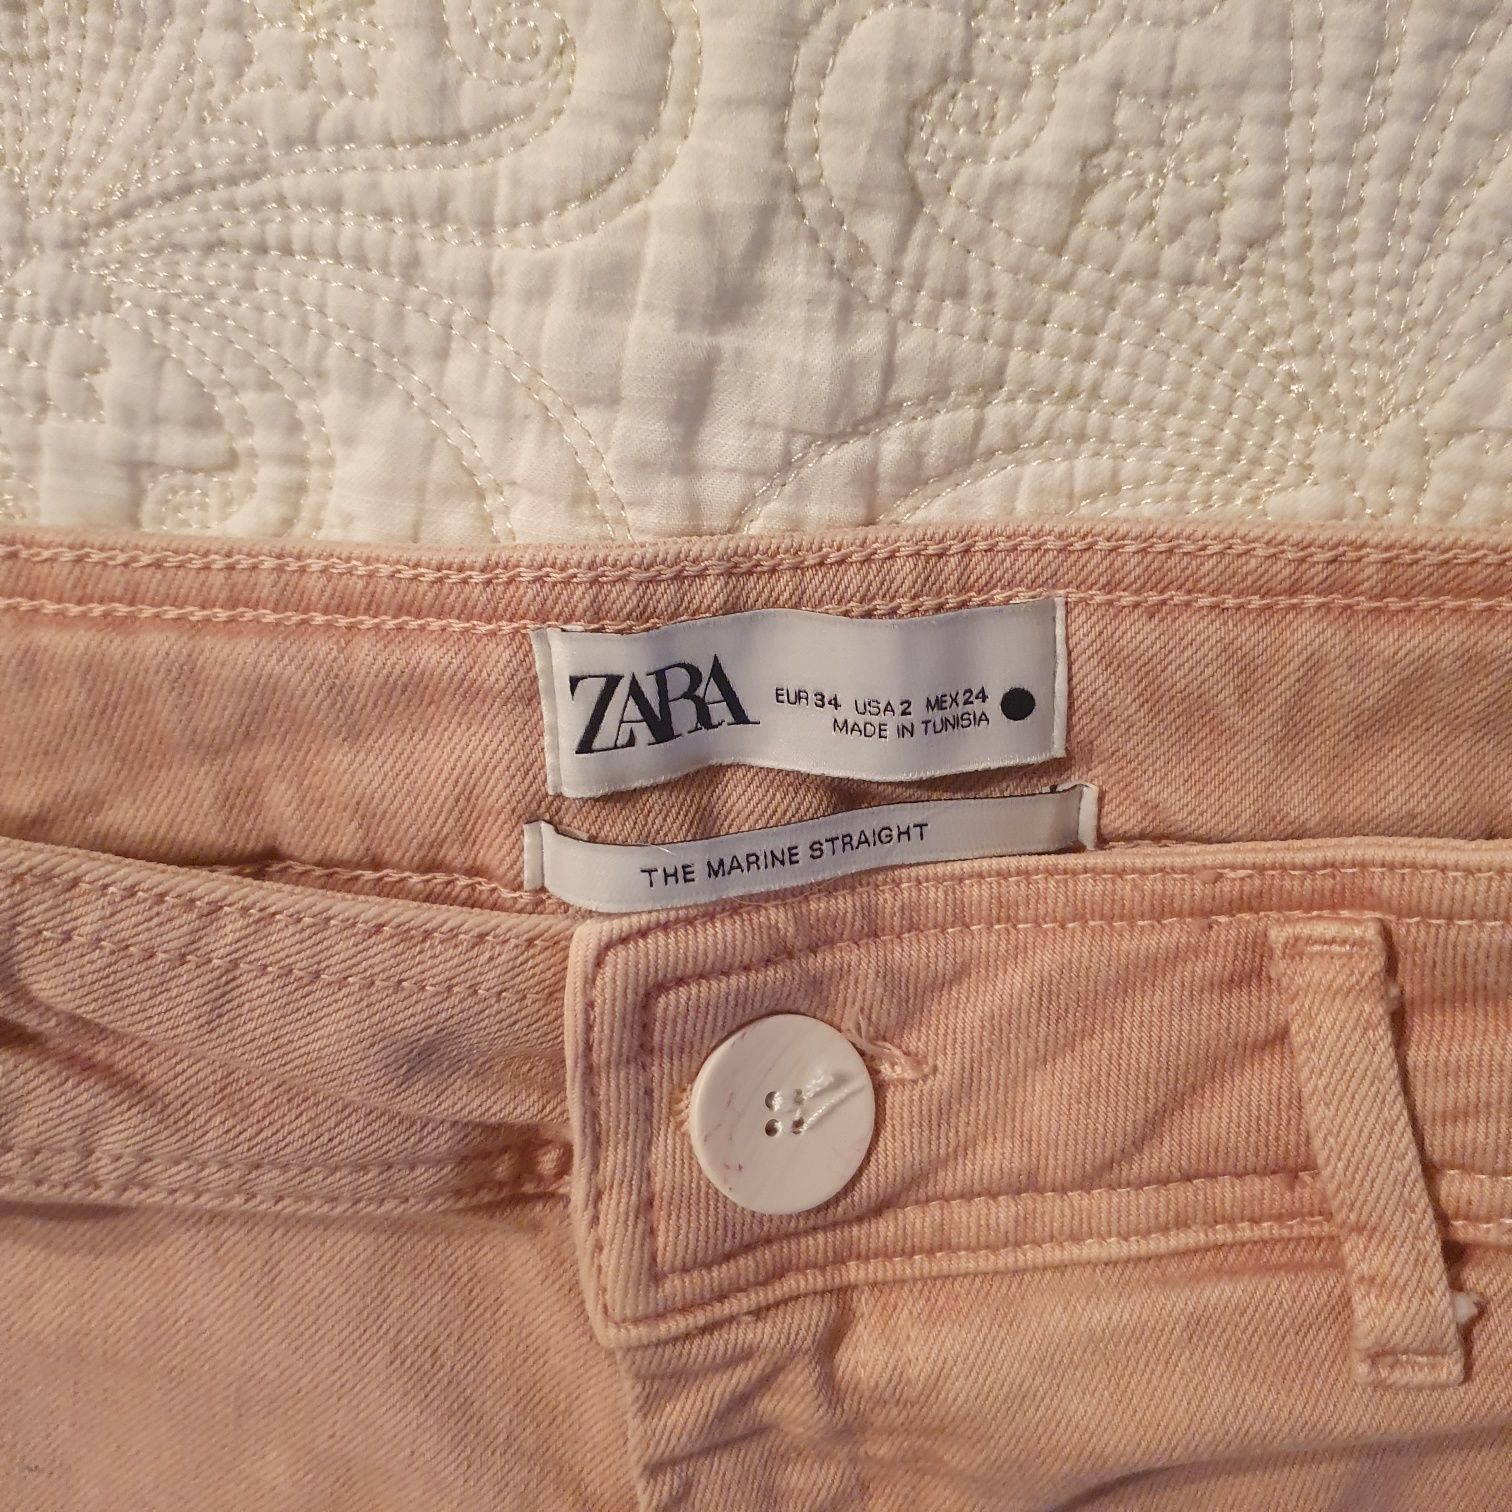 ZARA
EUR 34 USA 2 MEX 24
MADE IN TUNISIA
THE MARINE STRAIGHT